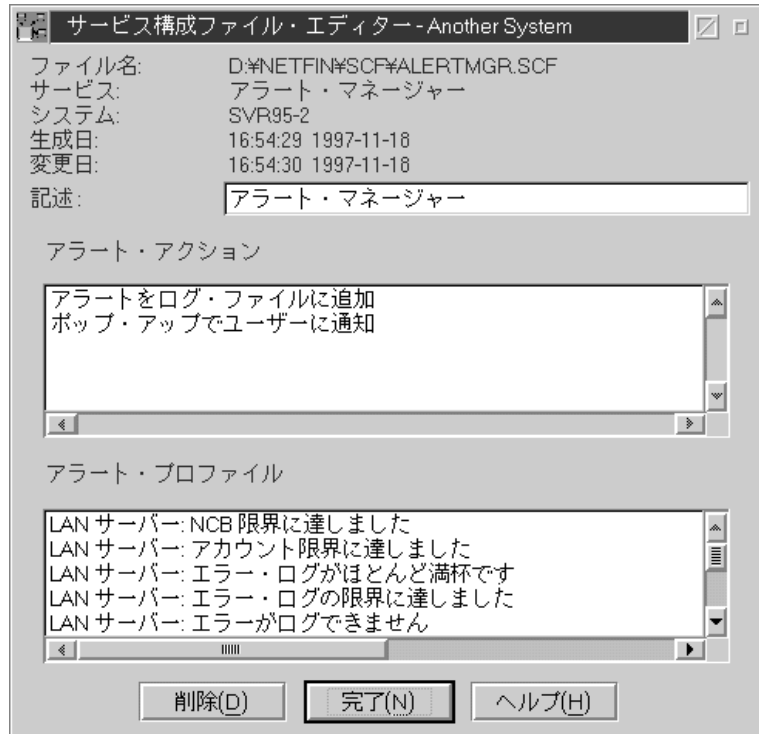 サービス構成ファイル・エディター - Another System
ファイル名: D:¥NETFIN¥SCF¥ALERTMGR.SCF
サービス: アラート・マネージャー
システム: SVR95-2
生成日: 16:54:29 1997-11-18
変更日: 16:54:30 1997-11-18
記述: アラート・マネージャー
アラート・アクション
アラートをログ・ファイルに追加
ポップ・アップでユーザーに通知
アラート・プロファイル
LAN サーバー: NCB 限界に達しました
LAN サーバー: アカウント限界に達しました
LAN サーバー: エラー・ログがほとんど満杯です
LAN サーバー: エラー・ログの限界に達しました
LAN サーバー: エラーがログできません
削除(D) 完了(N) ヘルプ(H)